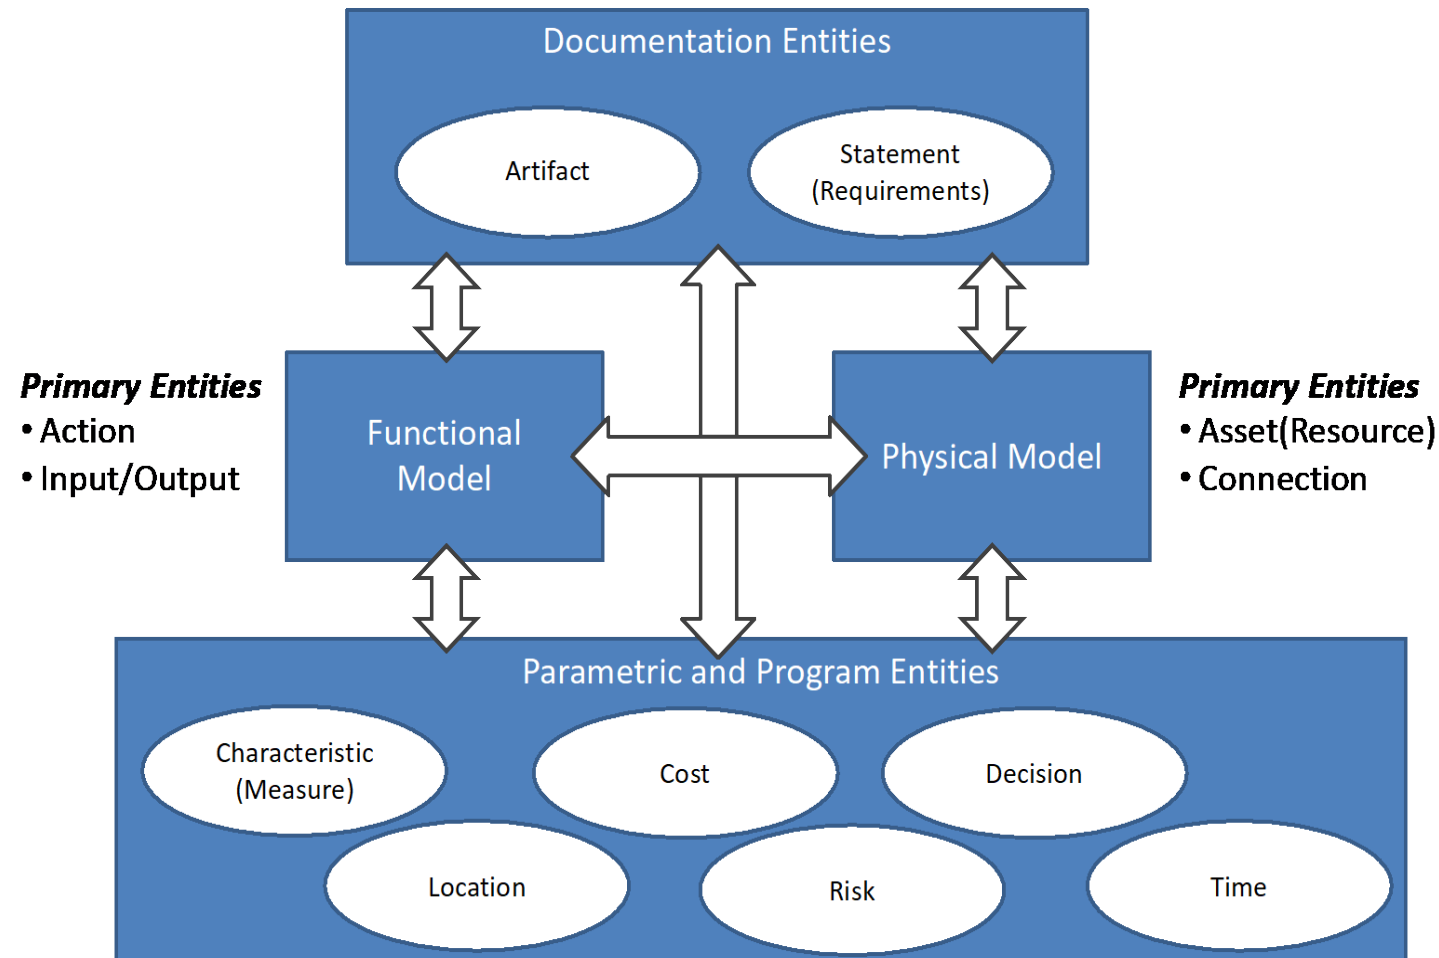 Documentation Entities
Artifact
Statement
(Requirements)
Primary Entities
• Action
• Input/Output
Functional
Model
Physical Model
Primary Entities
• Asset(Resource)
• Connection
Parametric and Program Entities
Characteristic
(Measure)
Cost
Decision
Location
Risk
Time